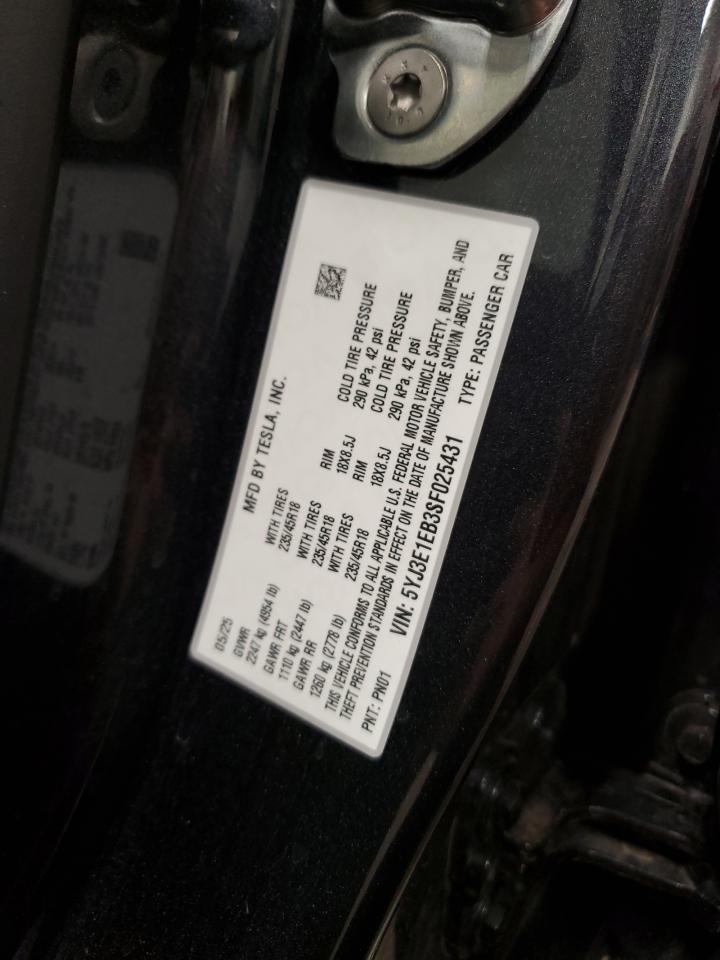 MFD BY TESLA, INC.
05/25
GVWR
2247 kg (4954 lb)
WITH TIRES
235/45R18
RIM
18X8.5J
COLD TIRE PRESSURE
290 kPa, 42 psi
GAWR FRT
1110 kg (2447 lb)
WITH TIRES
235/45R18
RIM
18X8.5J
COLD TIRE PRESSURE
290 kPa, 42 psi
GAWR RR
1260 kg (2778 lb)
WITH TIRES
235/45R18
THIS VEHICLE CONFORMS TO ALL APPLICABLE U.S. FEDERAL MOTOR VEHICLE SAFETY, BUMPER, AND
THEFT PREVENTION STANDARDS IN EFFECT ON THE DATE OF MANUFACTURE SHOWN ABOVE.
PNT: PN01
VIN: 5YJ3E1EB3SF025431
TYPE: PASSENGER CAR